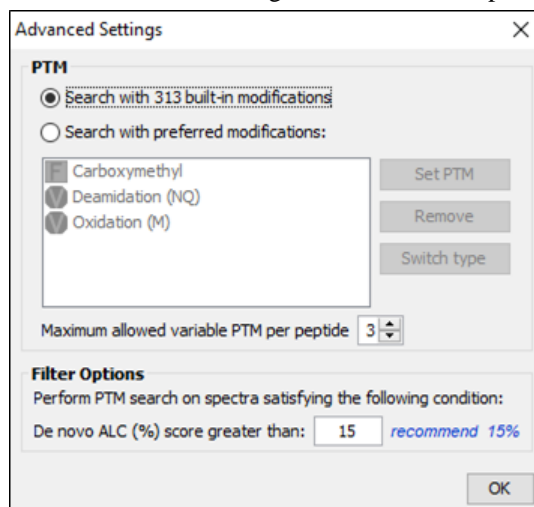 Advanced Settings
PTM
Search with 313 built-in modifications
Search with preferred modifications:
F Carboxymethyl
V Deamidation (NQ)
V Oxidation (M)
Set PTM
Remove
Switch type
Maximum allowed variable PTM per peptide 3
Filter Options
Perform PTM search on spectra satisfying the following condition:
De novo ALC (%) score greater than: 15 recommend 15%
OK